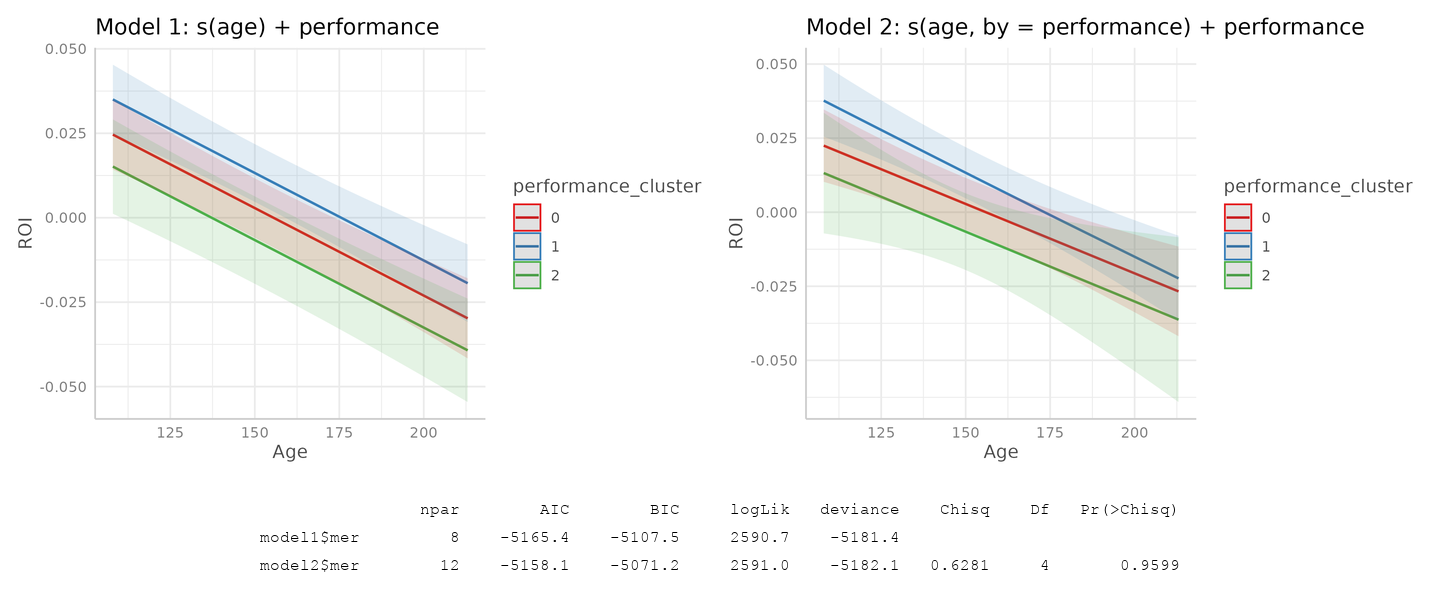 Model 1: s(age) + performance
0.050
0.025
0.000
-0.025
-0.050
ROI
125 150 175 200
Age
performance_cluster
0
1
2
Model 2: s(age, by = performance) + performance
0.050
0.025
0.000
-0.025
-0.050
ROI
125 150 175 200
Age
performance_cluster
0
1
2
npar AIC BIC logLik deviance Chisq Df Pr(>Chisq)
model1$mer 8 -5165.4 -5107.5 2590.7 -5181.4
model2$mer 12 -5158.1 -5071.2 2591.0 -5182.1 0.6281 4 0.9599